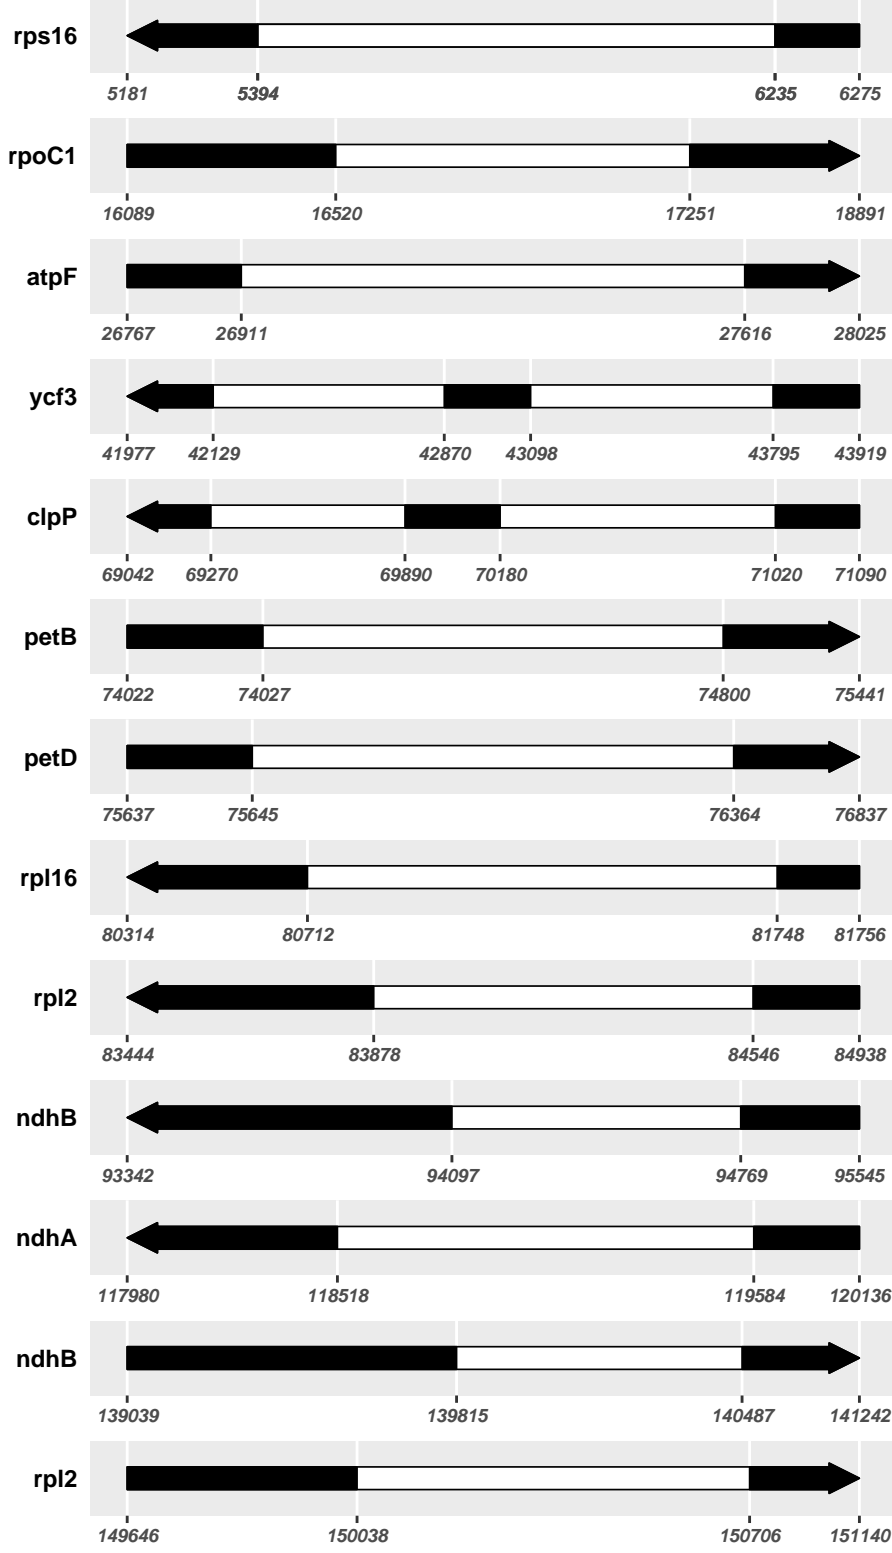 rps16
5181 5394 6235 6275
rpoC1
16089 16520 17251 18891
atpF
26767 26911 27616 28025
ycf3
41977 42129 42870 43098 43795 43919
clpP
69042 69270 69890 70180 71020 71090
petB
74022 74027 74800 75441
petD
75637 75645 76364 76837
rpl16
80314 80712 81748 81756
rpl2
83444 83878 84546 84938
ndhB
93342 94097 94769 95545
ndhA
117980 118518 119584 120136
ndhB
139039 139815 140487 141242
rpl2
149646 150038 150706 151140